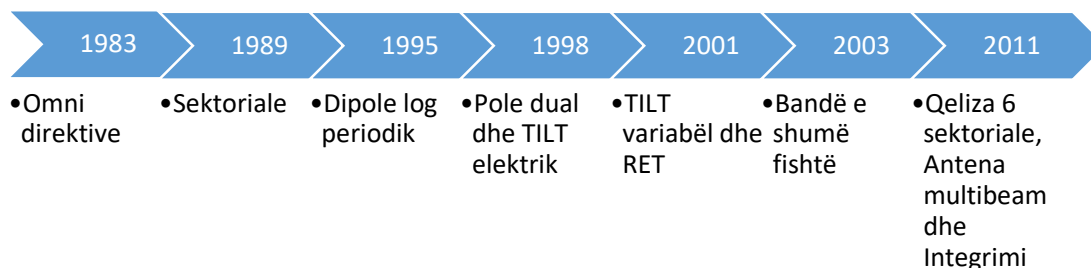 1983
1989
1995
1998
2001
2003
2011
•Omni
direktive
•Sektoriale
•Dipole log
periodik
•Pole dual
dhe TILT
elektrik
•TILT
variabël dhe
RET
•Bandë e
shumë
fishtë
•Qeliza 6
sektoriale,
Antena
multibeam
dhe
Integrimi